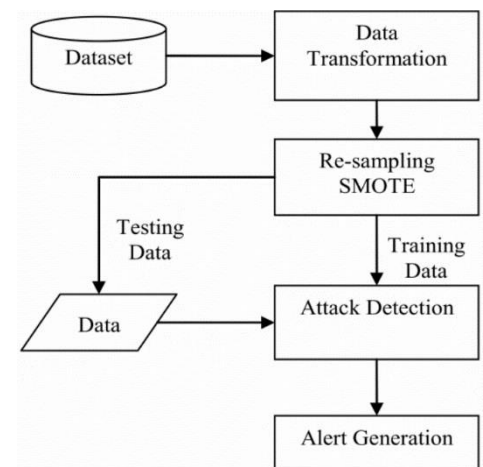 Dataset
Data
Transformation
Re-sampling
SMOTE
Testing
Data
Training
Data
Data
Attack Detection
Alert Generation